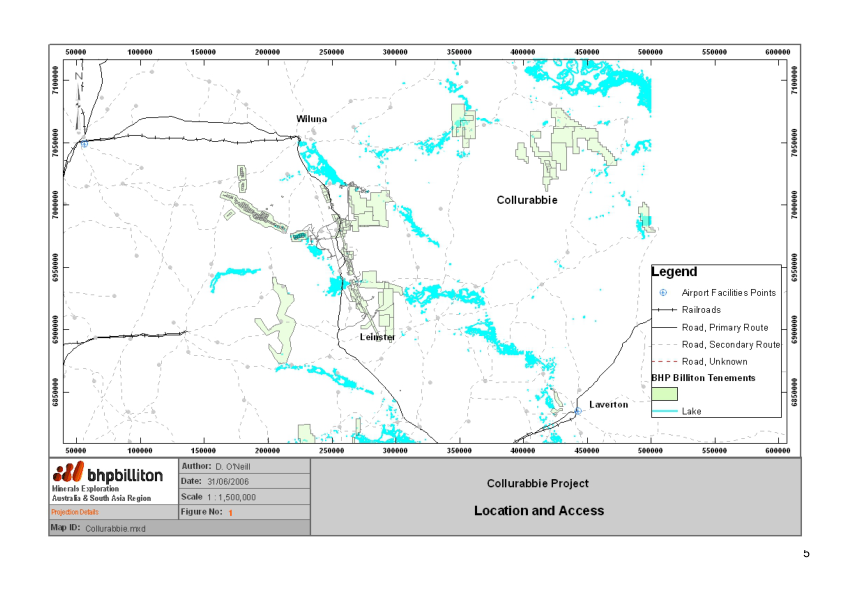 50000 100000 150000 200000 250000 300000 350000 400000 450000 500000 550000 600000
7100000
7050000
7000000
6950000
6900000
6850000
7100000
7050000
7000000
6950000
6900000
6850000
N
Wiluna
Collurabbie
Leinster
Laverton
Legend
Airport Facilities Points
Railroads
Road, Primary Route
Road, Secondary Route
Road, Unknown
BHP Billiton Tenements
Lake
50000 100000 150000 200000 250000 300000 350000 400000 450000 500000 550000 600000
bhpbilliton
Minerals Exploration
Australia & South Asia Region
Projection Details
Map ID: Collurabbie.mxd
Author: D. O'Neill
Date: 31/06/2006
Scale 1 : 1,500,000
Figure No: 1
Collurabbie Project
Location and Access
5